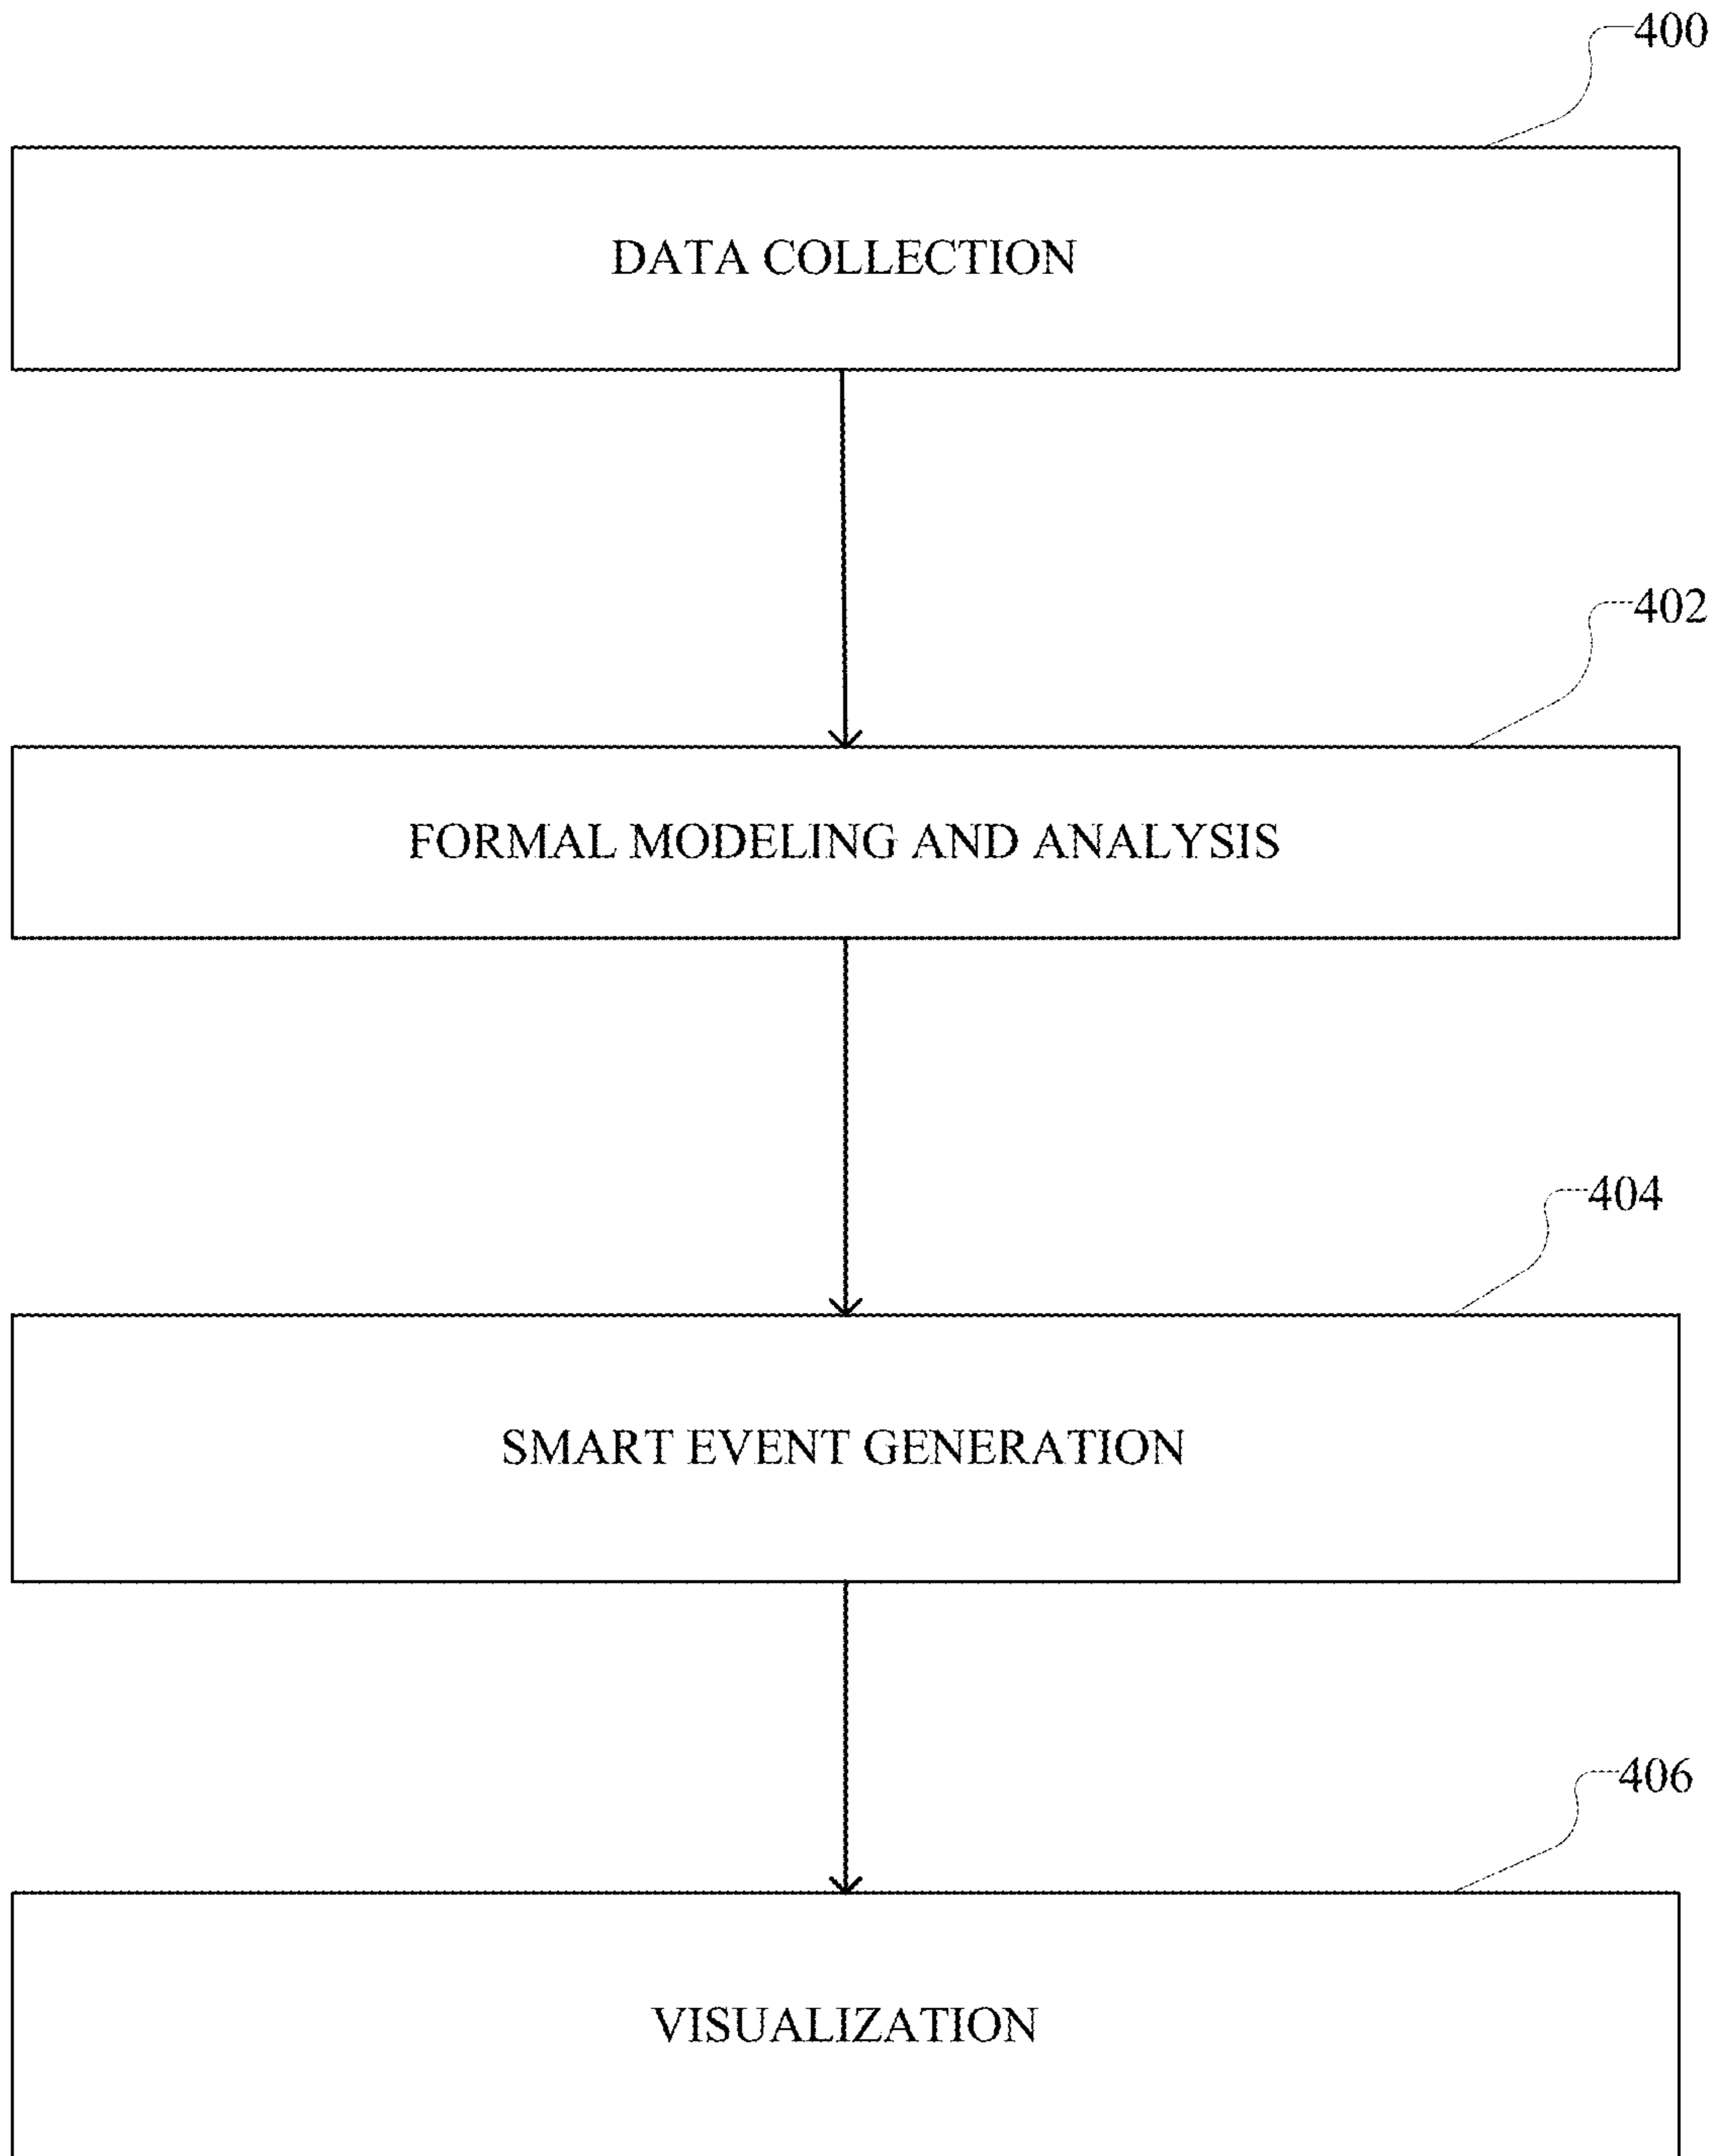 400
DATA COLLECTION
402
FORMAL MODELING AND ANALYSIS
404
SMART EVENT GENERATION
406
VISUALIZATION